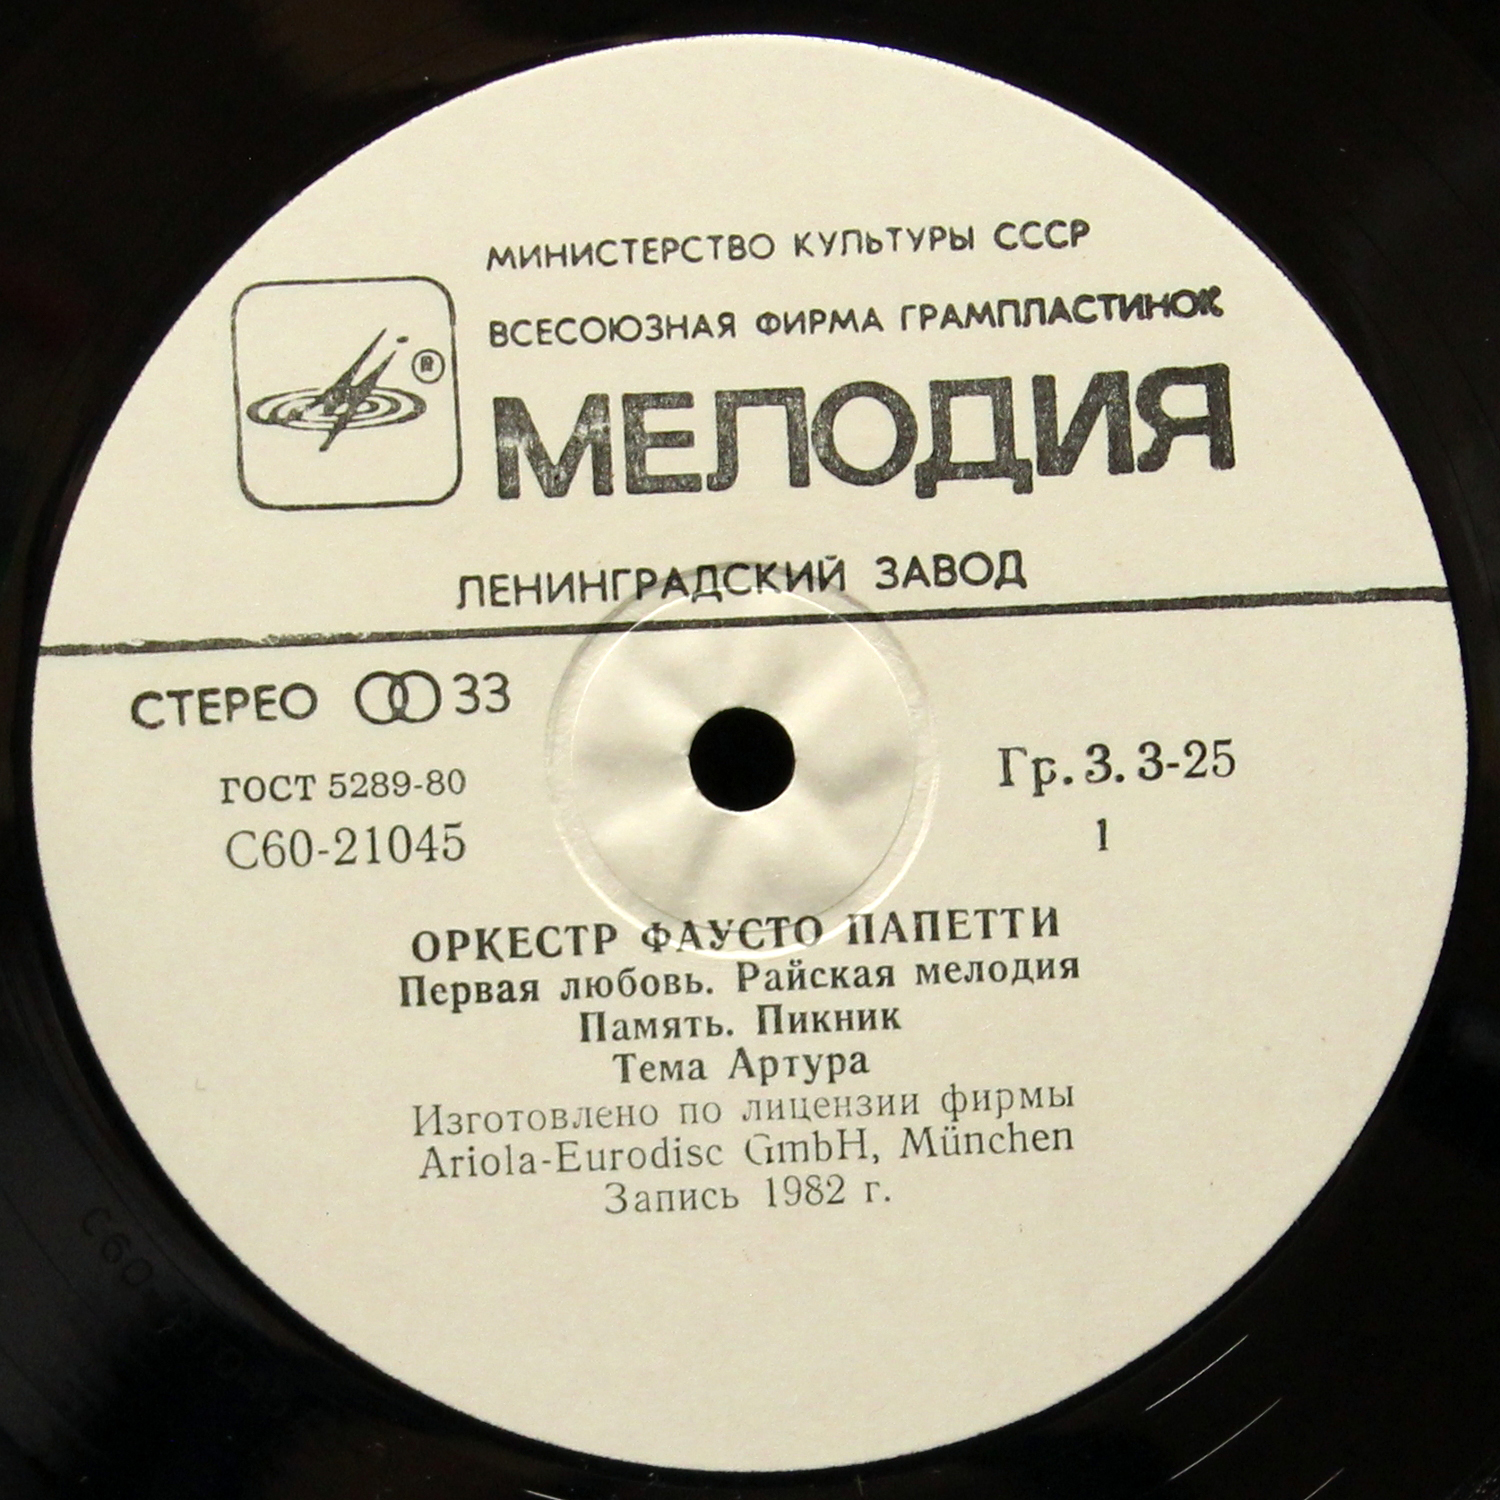 МИНИСТЕРСТВО КУЛЬТУРЫ СССР
ВСЕСОЮЗНАЯ ФИРМА ГРАМПЛАСТИНОК
®
МЕЛОДИЯ
ЛЕНИНГРАДСКИЙ ЗАВОД
СТЕРЕО 33
ГОСТ 5289-80
Гр. 3. 3-25
С60-21045
1
ОРКЕСТР ФАУСТО ПАПЕТТИ
Первая любовь. Райская мелодия
Память. Пикник
Тема Артура
Изготовлено по лицензии фирмы
Ariola-Eurodisc GmbH, München
Запись 1982 г.